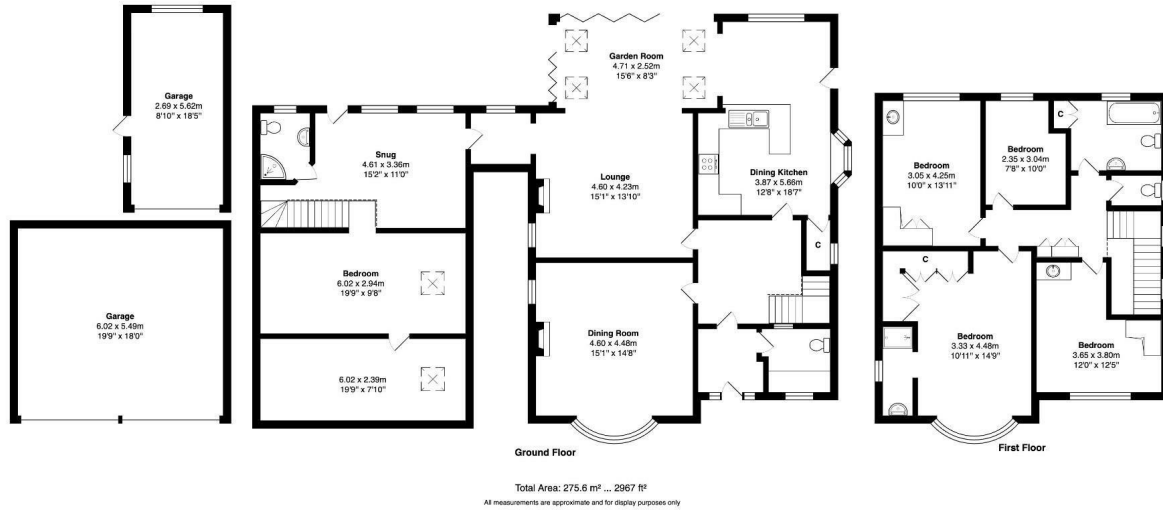 Garage
2.69 x 5.62m
8'10" x 18'5"
Garage
6.02 x 5.49m
19'9" x 18'0"
Snug
4.61 x 3.36m
15'2" x 11'0"
Bedroom
6.02 x 2.94m
19'9" x 9'8"
6.02 x 2.39m
19'9" x 7'10"
Garden Room
4.71 x 2.52m
15'6" x 8'3"
Lounge
4.60 x 4.23m
15'1" x 13'10"
Dining Kitchen
3.87 x 5.66m
12'8" x 18'7"
C
Dining Room
4.60 x 4.48m
15'1" x 14'8"
Ground Floor
Bedroom
3.05 x 4.25m
10'0" x 13'11"
Bedroom
2.35 x 3.04m
7'8" x 10'0"
C
C
Bedroom
3.33 x 4.48m
10'11" x 14'9"
Bedroom
3.65 x 3.80m
12'0" x 12'5"
First Floor
Total Area: 275.6 m² ... 2967 ft²
All measurements are approximate and for display purposes only